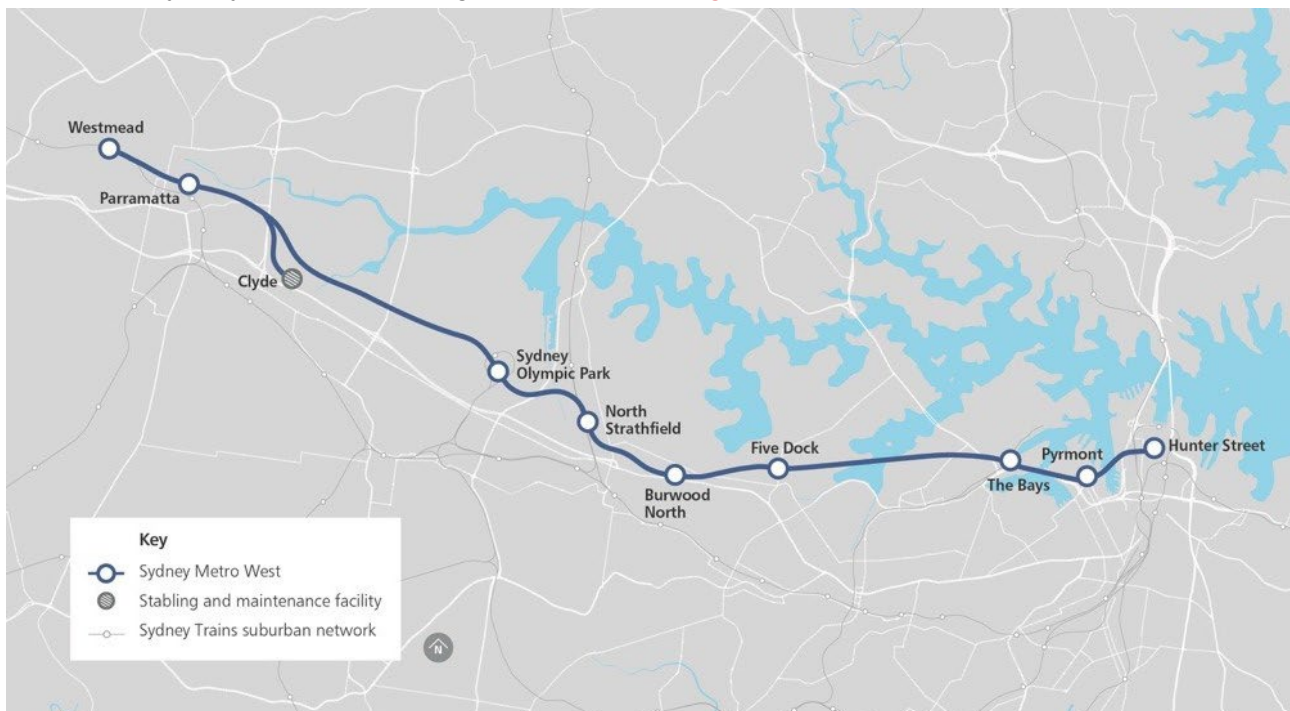 Westmead
Parramatta
Clyde
Sydney
Olympic Park
North
Strathfield
Burwood
North
Five Dock
The Bays
Pyrmont
Hunter Street
Key
Sydney Metro West
Stabling and maintenance facility
Sydney Trains suburban network
N